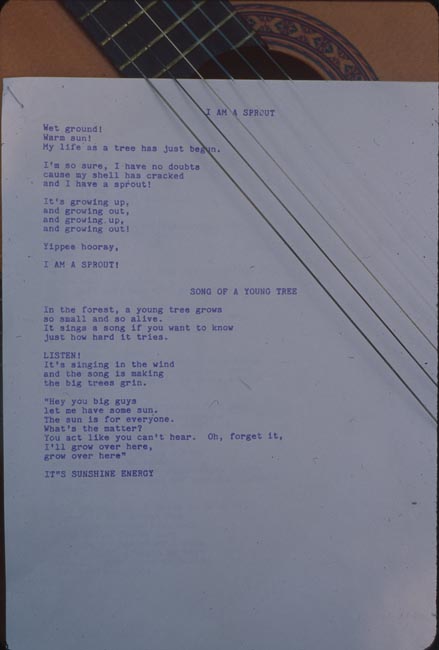 I AM A SPROUT
Wet ground!
Warm sun!
My life as a tree has just begun.
I'm so sure, I have no doubts
cause my shell has cracked
and I have a sprout!
It's growing up,
and growing out,
and growing up,
and growing out!
Yippee hooray,
I AM A SPROUT!
SONG OF A YOUNG TREE
In the forest, a young tree grows
so small and so alive.
It sings a song if you want to know
just how hard it tries.
LISTEN!
It's singing in the wind
and the song is making
the big trees grin.
"Hey you big guys
let me have some sun.
The sun is for everyone.
What's the matter?
You act like you can't hear.  Oh, forget it,
I'll grow over here,
grow over here"
IT"S SUNSHINE ENERGY